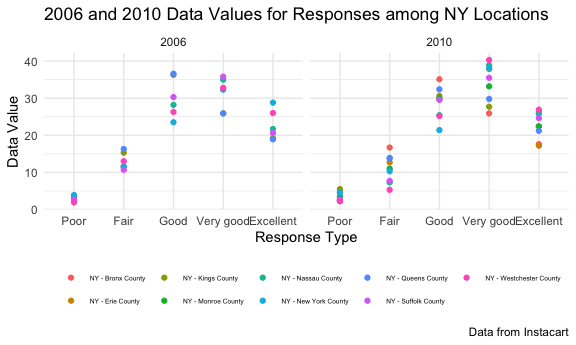 2006 and 2010 Data Values for Responses among NY Locations
2006 2010
Data Value
40
30
20
10
0
Poor Fair Good Very good Excellent Poor Fair Good Very good Excellent
Response Type
NY - Bronx County NY - Kings County NY - Nassau County NY - Queens County NY - Westchester County
NY - Erie County NY - Monroe County NY - New York County NY - Suffolk County
Data from Instacart